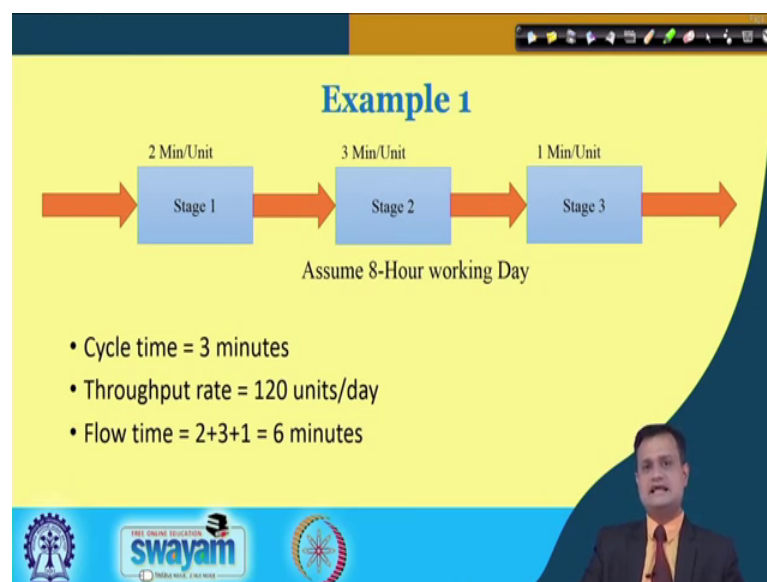 Example 1
2 Min/Unit
3 Min/Unit
1 Min/Unit
Stage 1
Stage 2
Stage 3
Assume 8-Hour working Day
• Cycle time = 3 minutes
• Throughput rate = 120 units/day
• Flow time = 2+3+1 = 6 minutes
FREE ONLINE EDUCATION
swayam